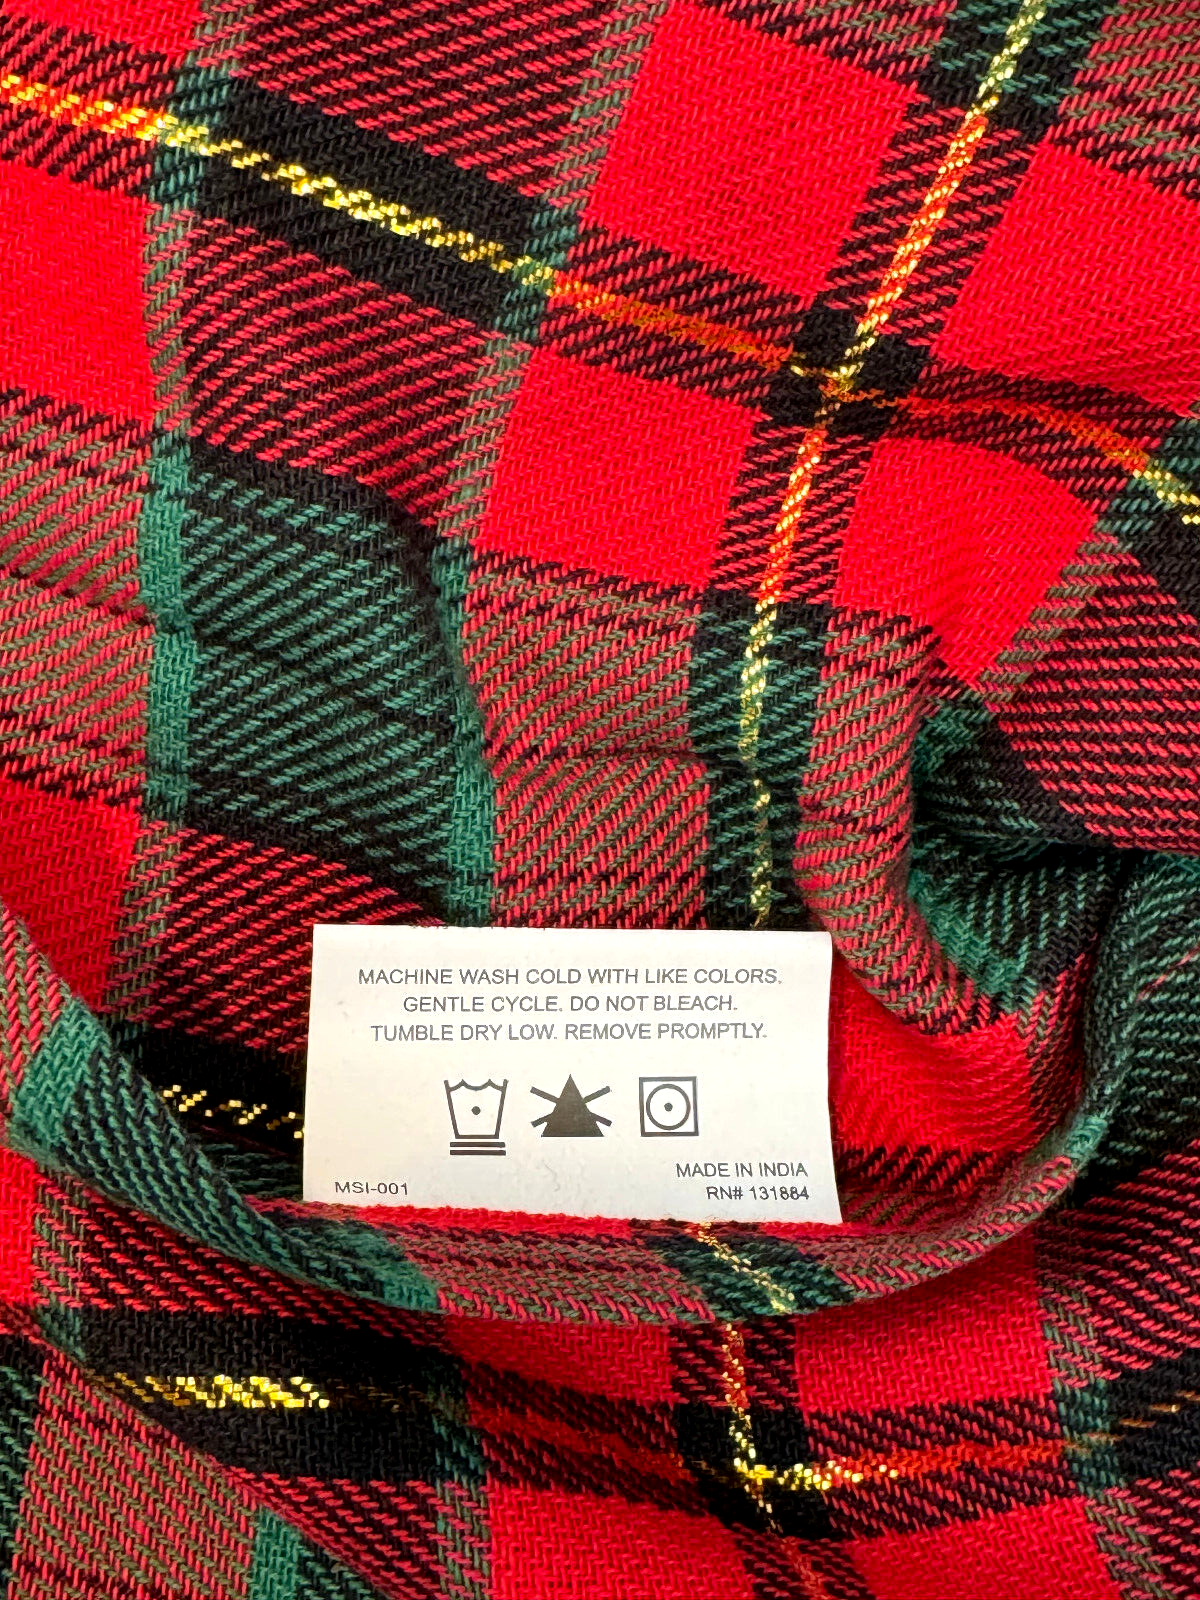 MACHINE WASH COLD WITH LIKE COLORS,
GENTLE CYCLE. DO NOT BLEACH.
TUMBLE DRY LOW. REMOVE PROMPTLY.
MADE IN INDIA
MSI-001
RN# 131884